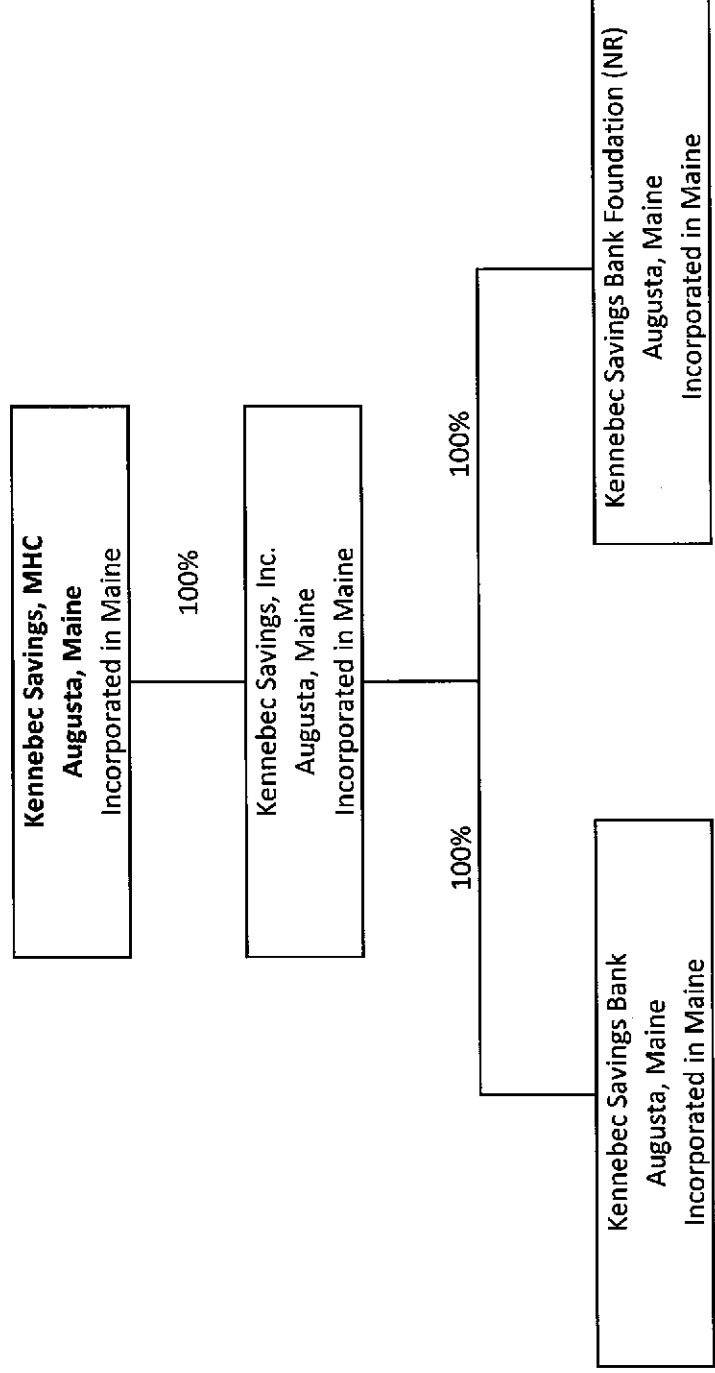 Kennebec Savings, MHC
Augusta, Maine
Incorporated in Maine
100%
Kennebec Savings, Inc.
Augusta, Maine
Incorporated in Maine
100%
100%
Kennebec Savings Bank
Augusta, Maine
Incorporated in Maine
Kennebec Savings Bank Foundation (NR)
Augusta, Maine
Incorporated in Maine